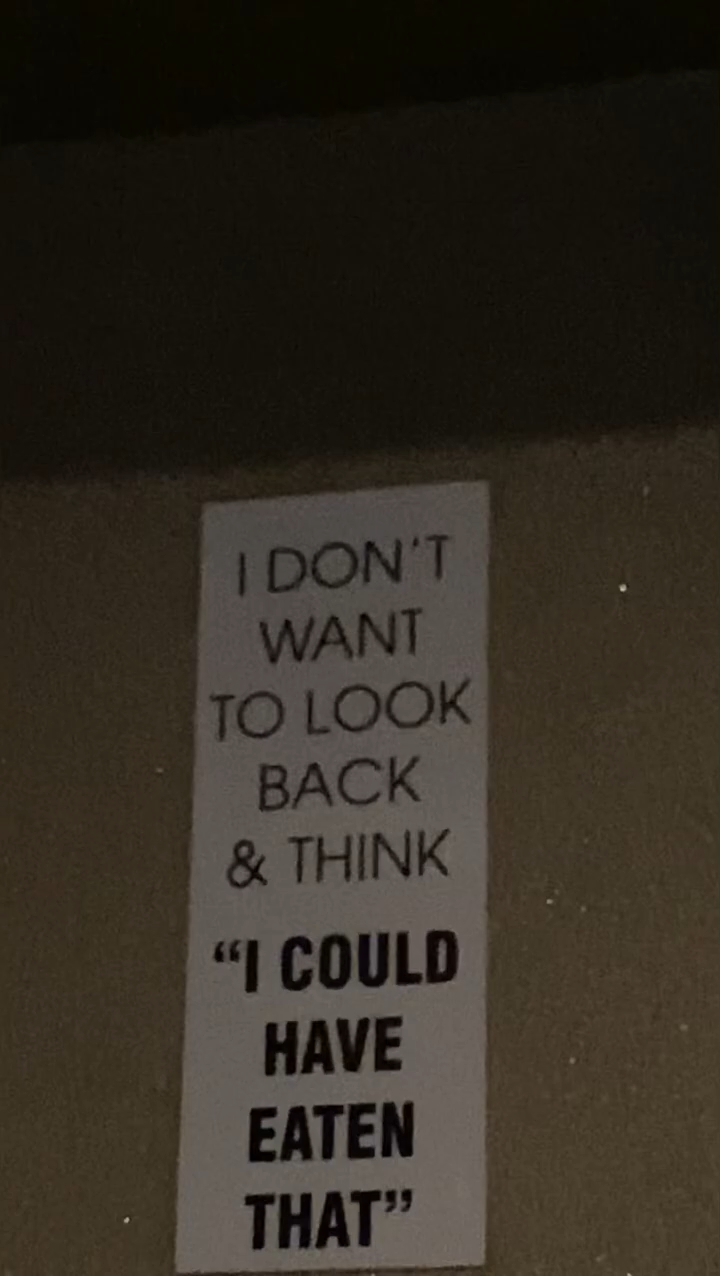 I DON'T
WANT
TO LOOK
BACK
& THINK
“I COULD
HAVE
EATEN
THAT”